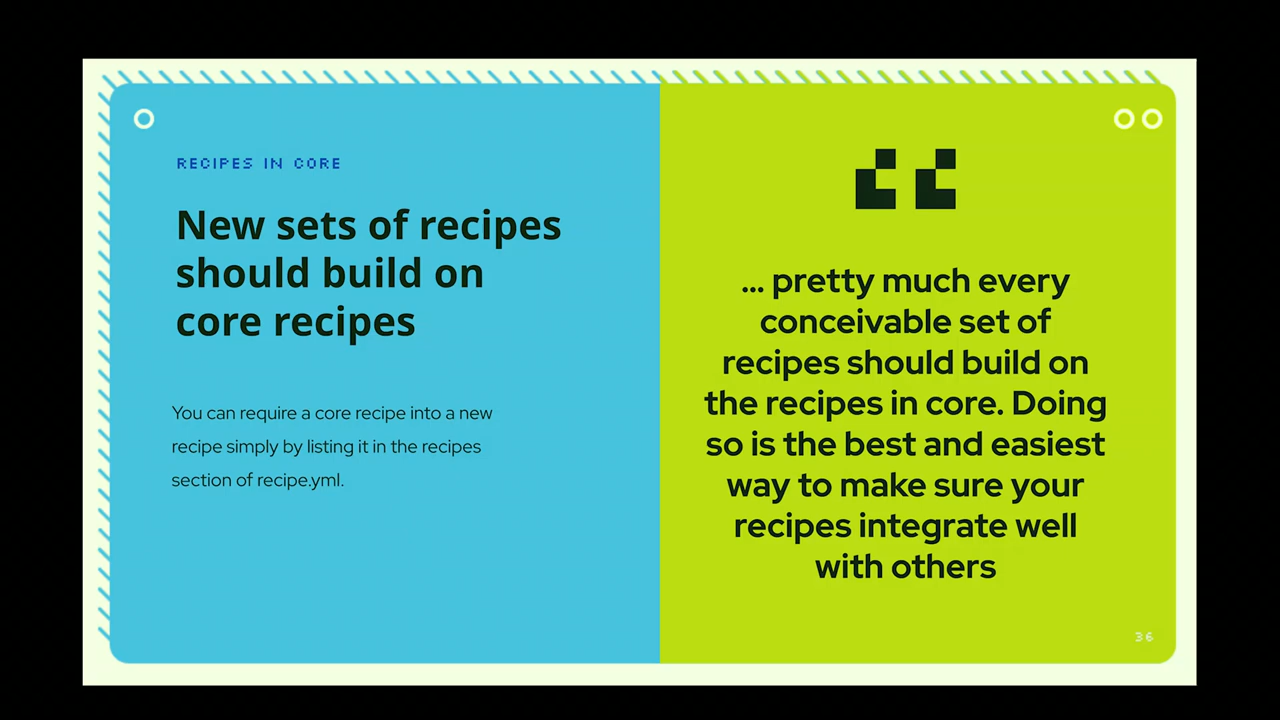 RECIPES IN CORE
New sets of recipes
should build on
core recipes
You can require a core recipe into a new
recipe simply by listing it in the recipes
section of recipe.yml.
... pretty much every
conceivable set of
recipes should build on
the recipes in core. Doing
so is the best and easiest
way to make sure your
recipes integrate well
with others
36